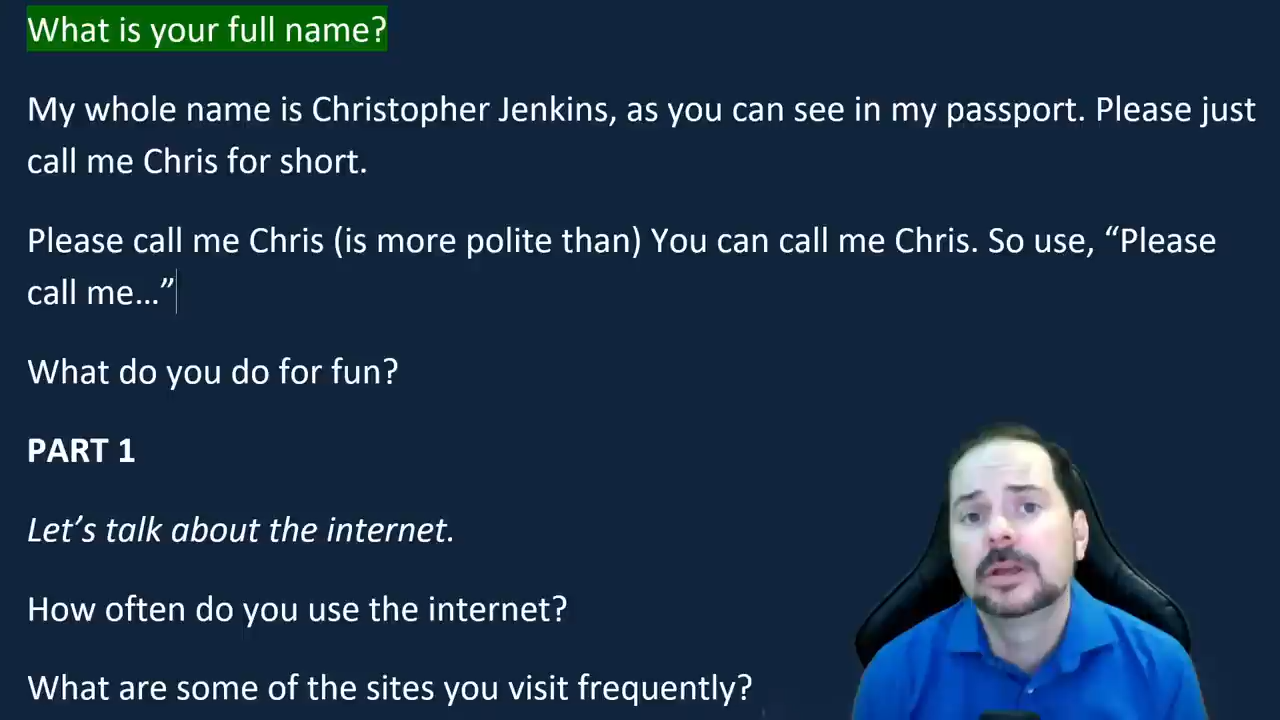 What is your full name?
My whole name is Christopher Jenkins, as you can see in my passport. Please just
call me Chris for short.
Please call me Chris (is more polite than) You can call me Chris. So use, “Please
call me…”
What do you do for fun?
PART 1
Let’s talk about the internet.
How often do you use the internet?
What are some of the sites you visit frequently?